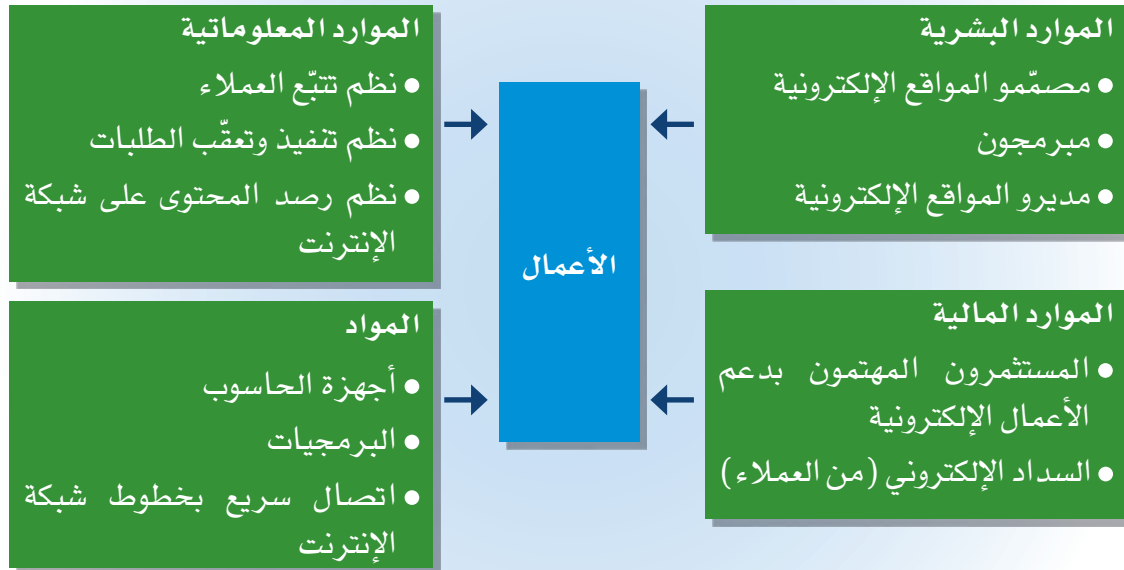 الموارد البشرية
• مصمّمو المواقع الإلكترونية
• مبرمجون
• مديرو المواقع الإلكترونية
الموارد المالية
• المستثمرون المهتمون بدعم
الأعمال الإلكترونية
• السداد الإلكتروني (من العملاء)
الأعمال
الموارد المعلوماتية
• نظم تتبّع العملاء
• نظم تنفيذ وتعقّب الطلبات
• نظم رصد المحتوى على شبكة
الإنترنت
المواد
• أجهزة الحاسوب
• البرمجيات
• اتصال سريع بخطوط شبكة
الإنترنت